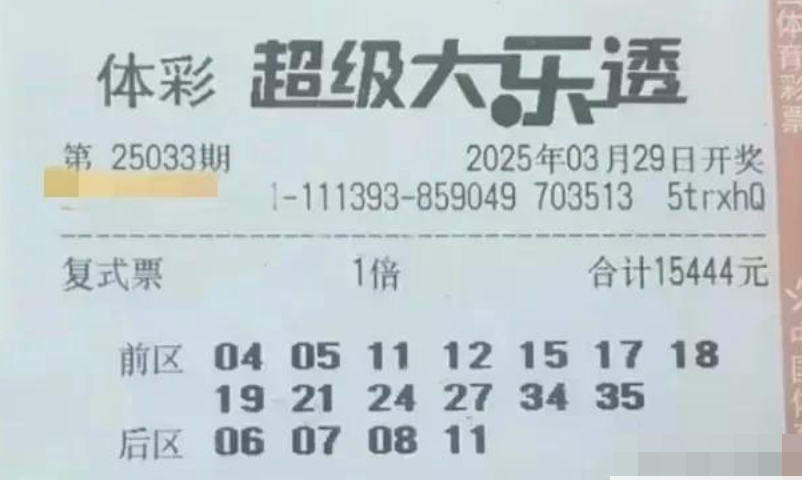 体彩 超级大乐透
第 25033期 2025年03月29日开奖
-111393-859049 703513 5trxhQ
复式票 1倍 合计15444元
前区 04 05 11 12 15 17 18
19 21 24 27 34 35
后区 06 07 08 11
体育彩票
中国体